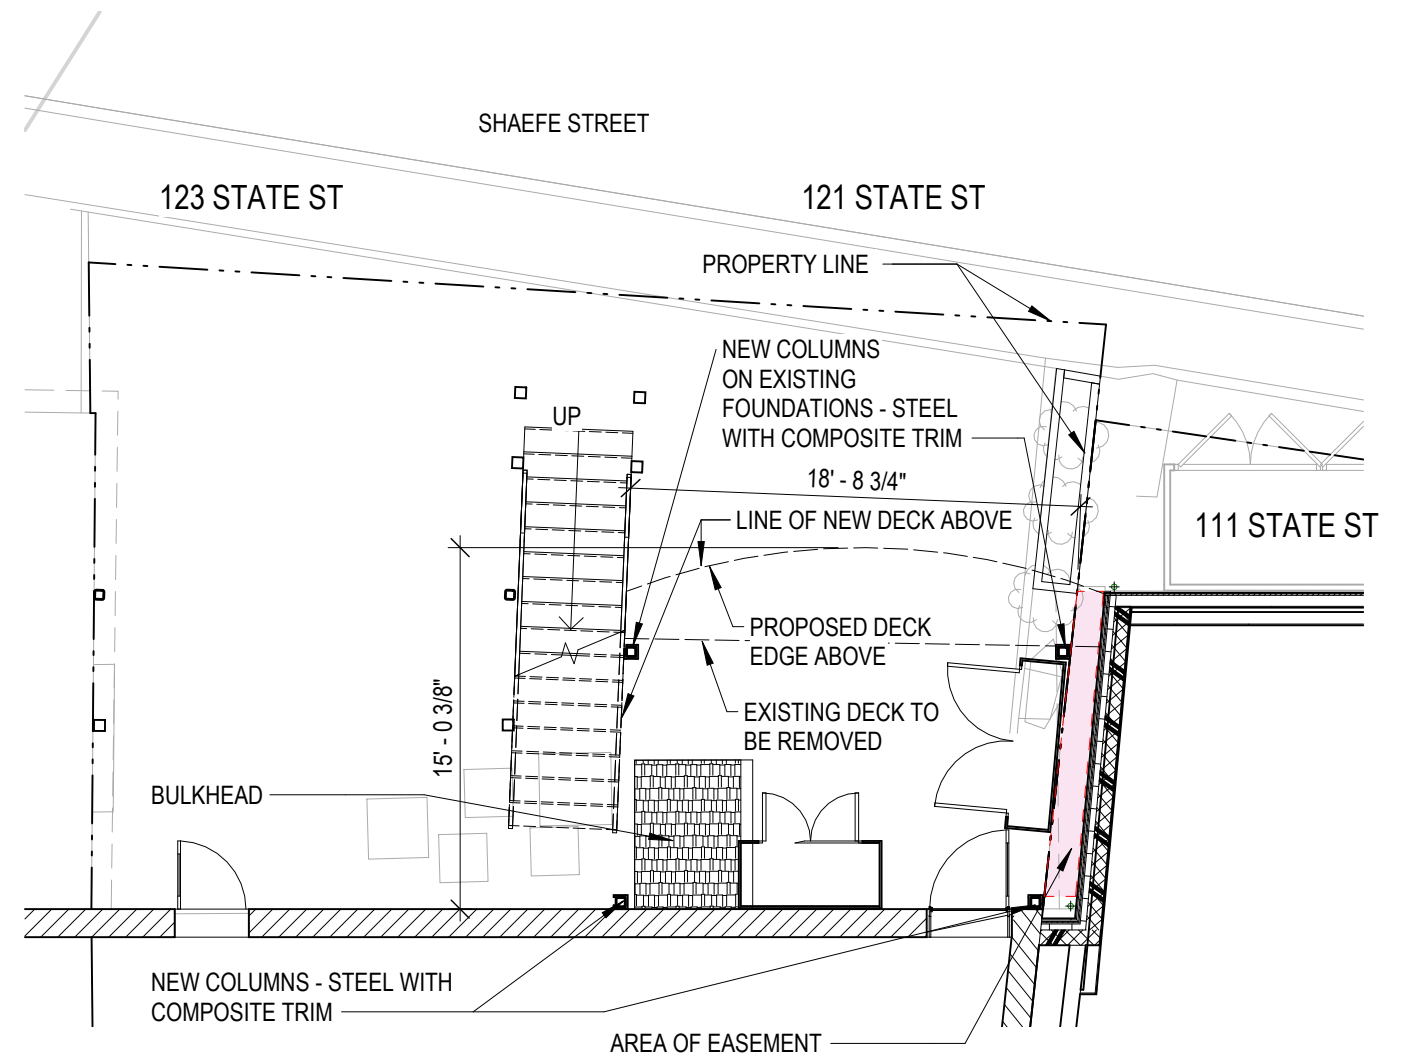 SHAEFE STREET
123 STATE ST
121 STATE ST
PROPERTY LINE
NEW COLUMNS
ON EXISTING
FOUNDATIONS - STEEL
WITH COMPOSITE TRIM
UP
18' - 8 3/4"
LINE OF NEW DECK ABOVE
111 STATE ST
PROPOSED DECK
EDGE ABOVE
15' - 0 3/8"
EXISTING DECK TO
BE REMOVED
BULKHEAD
NEW COLUMNS - STEEL WITH
COMPOSITE TRIM
AREA OF EASEMENT